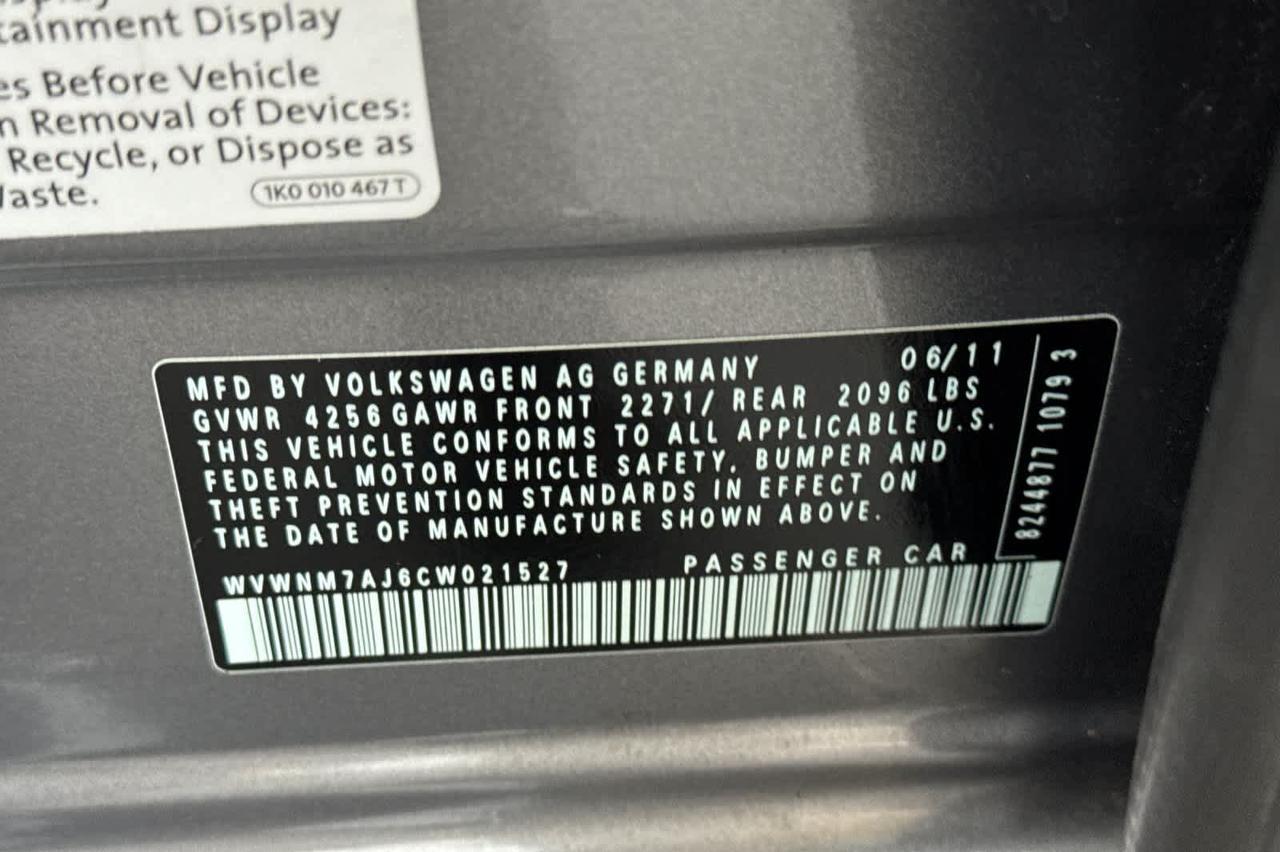 tainment Display
es Before Vehicle
n Removal of Devices:
Recycle, or Dispose as
Waste.
1K0 010 467 T
MFD BY VOLKSWAGEN AG GERMANY 06/11
GVWR 4256 GAWR FRONT 2271/ REAR 2096 LBS
THIS VEHICLE CONFORMS TO ALL APPLICABLE U.S.
FEDERAL MOTOR VEHICLE SAFETY, BUMPER AND
THEFT PREVENTION STANDARDS IN EFFECT ON
THE DATE OF MANUFACTURE SHOWN ABOVE.
WVWNM7AJ6CW021527 PASSENGER CAR
8244877 1079 3